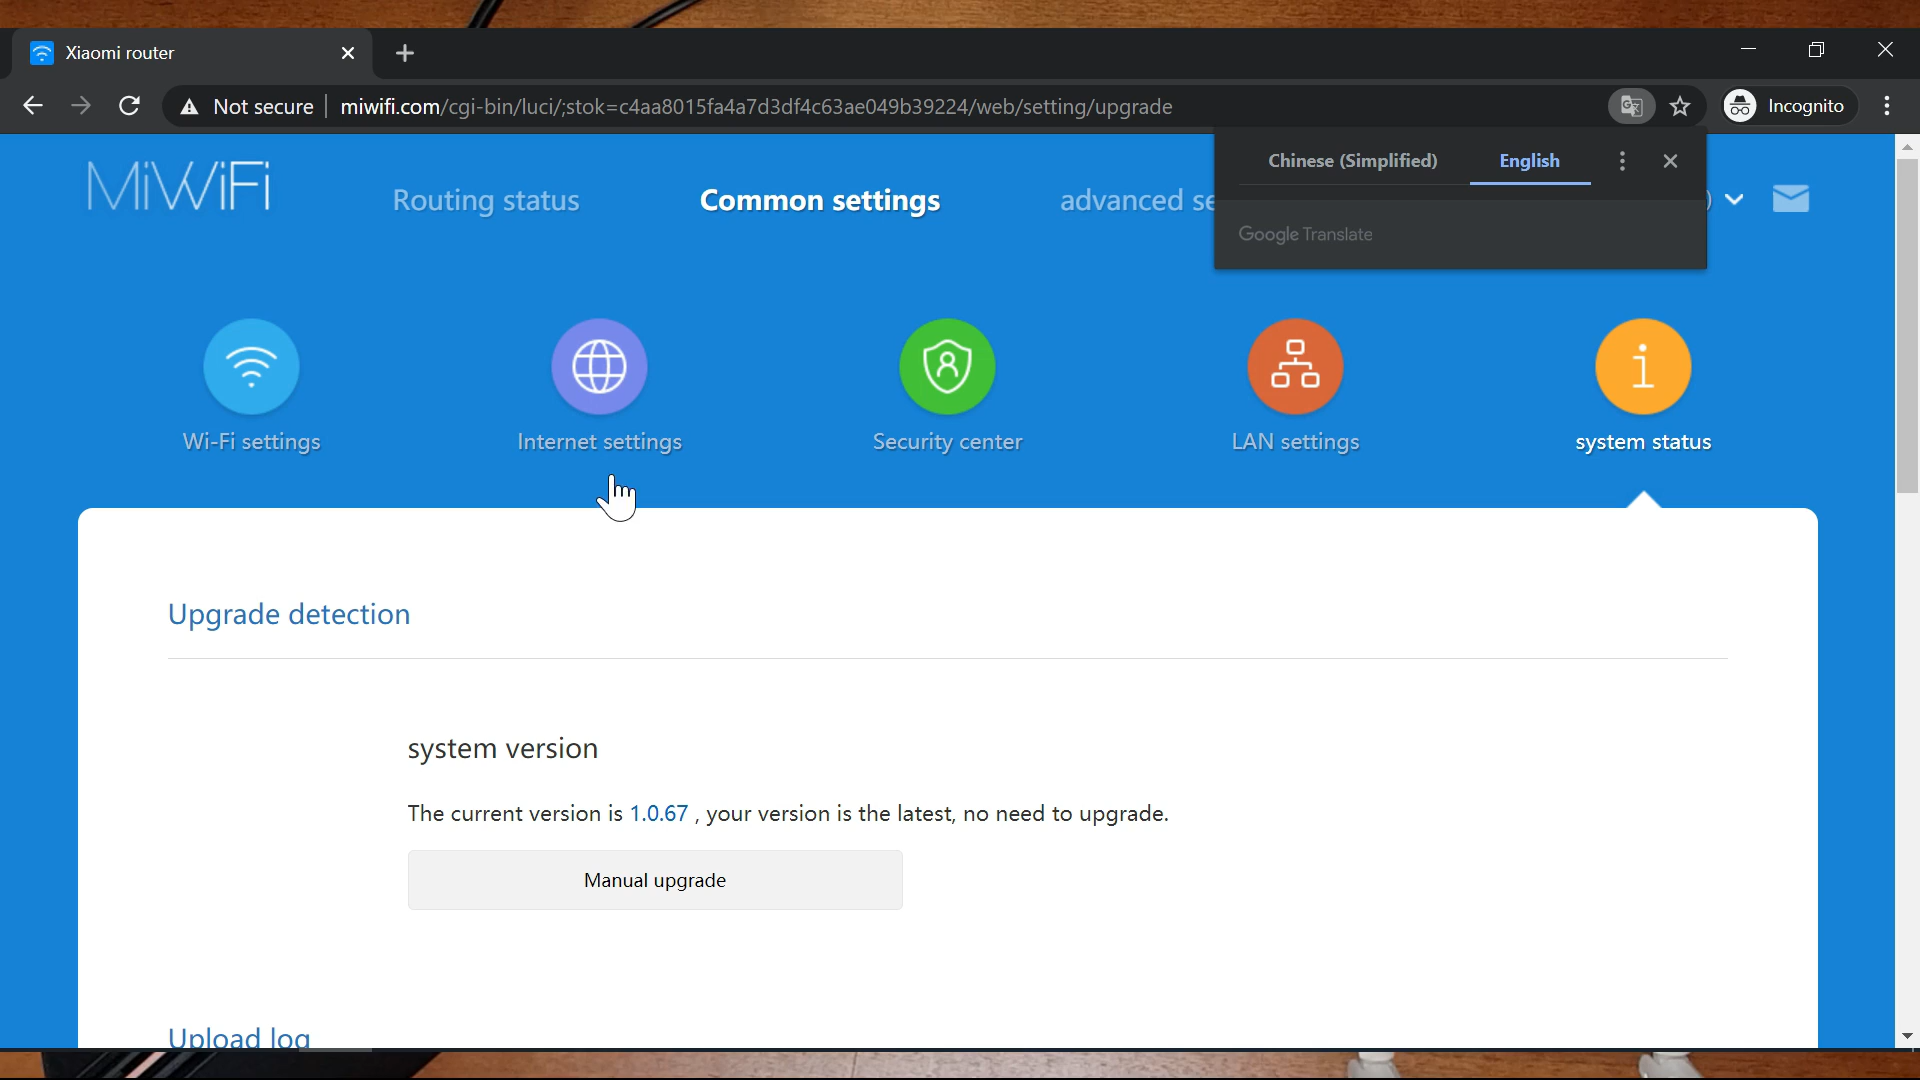 Xiaomi router
Not secure miwifi.com/cgi-bin/luci/;stok=c4aa8015fa4a7d3df4c63ae049b39224/web/setting/upgrade Incognito
MiWiFi Routing status Common settings advanced se
Chinese (Simplified) English
Google Translate
Wi-Fi settings Internet settings Security center LAN settings system status
Upgrade detection
system version
The current version is 1.0.67 , your version is the latest, no need to upgrade.
Manual upgrade
Upload log